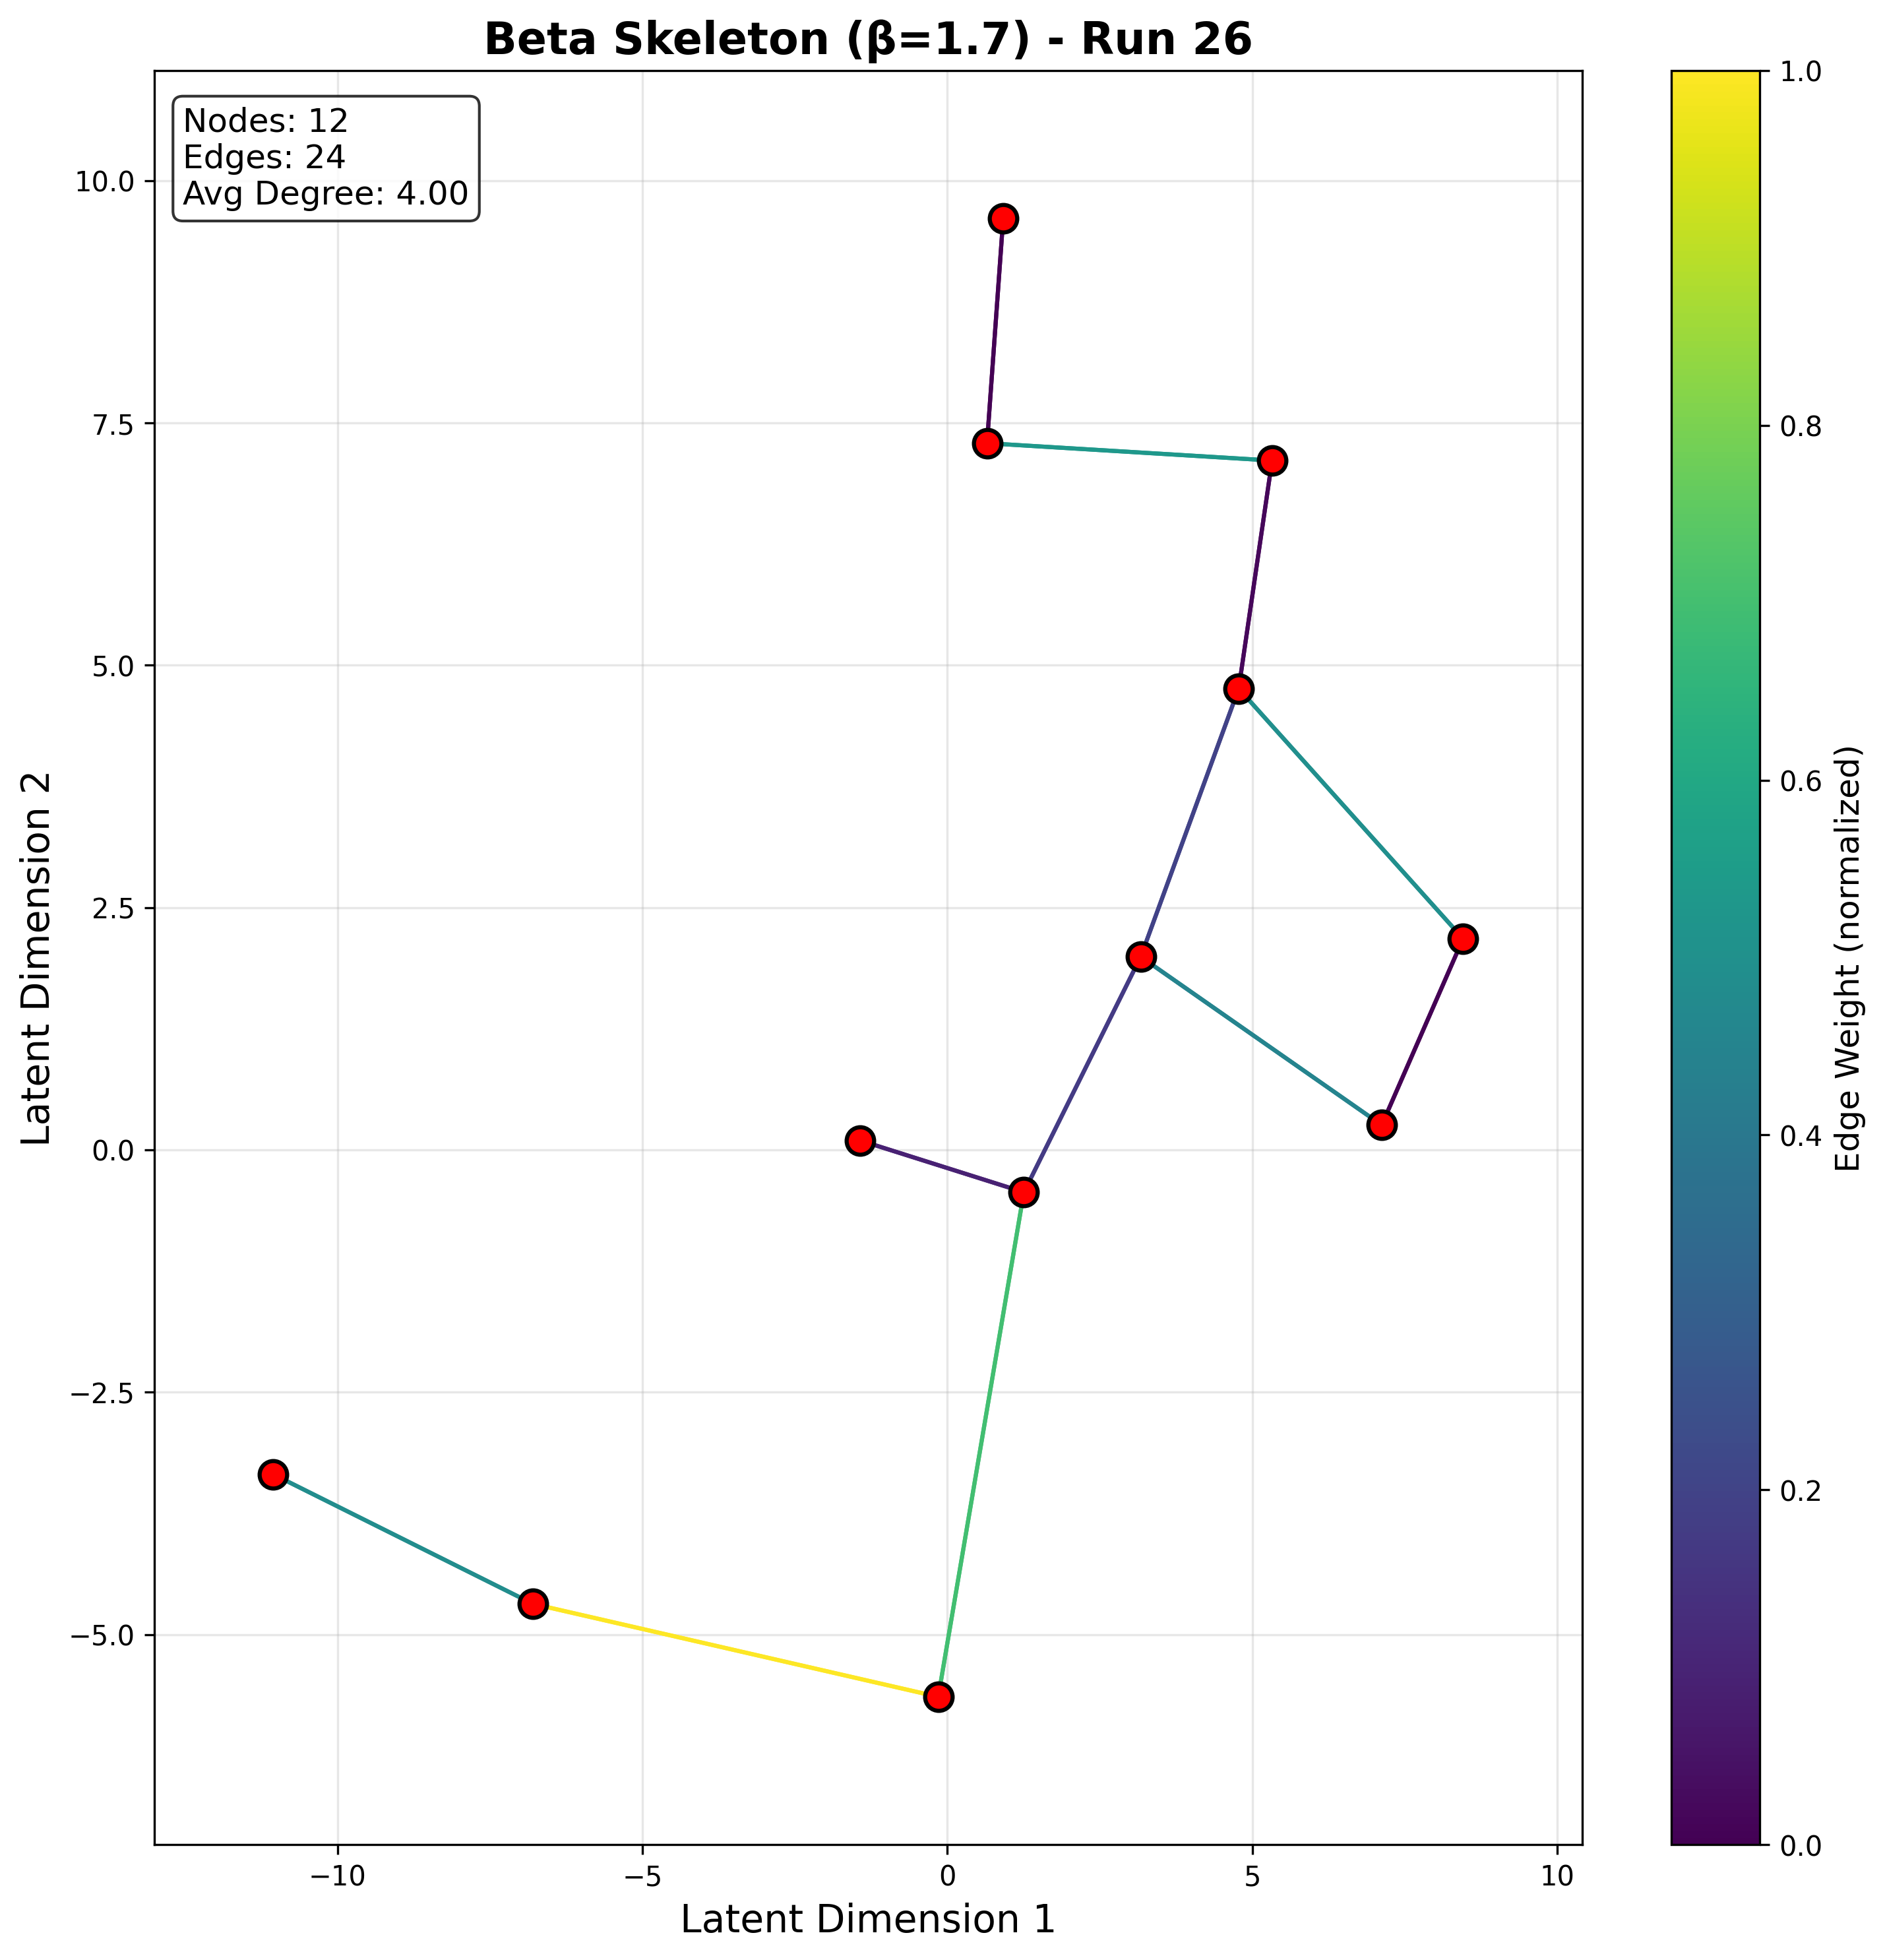 Beta Skeleton (β=1.7) - Run 26
Nodes: 12
Edges: 24
Avg Degree: 4.00
10.0
7.5
5.0
2.5
0.0
−2.5
−5.0
Latent Dimension 2
−10
−5
0
5
10
Latent Dimension 1
1.0
0.8
0.6
0.4
0.2
0.0
Edge Weight (normalized)